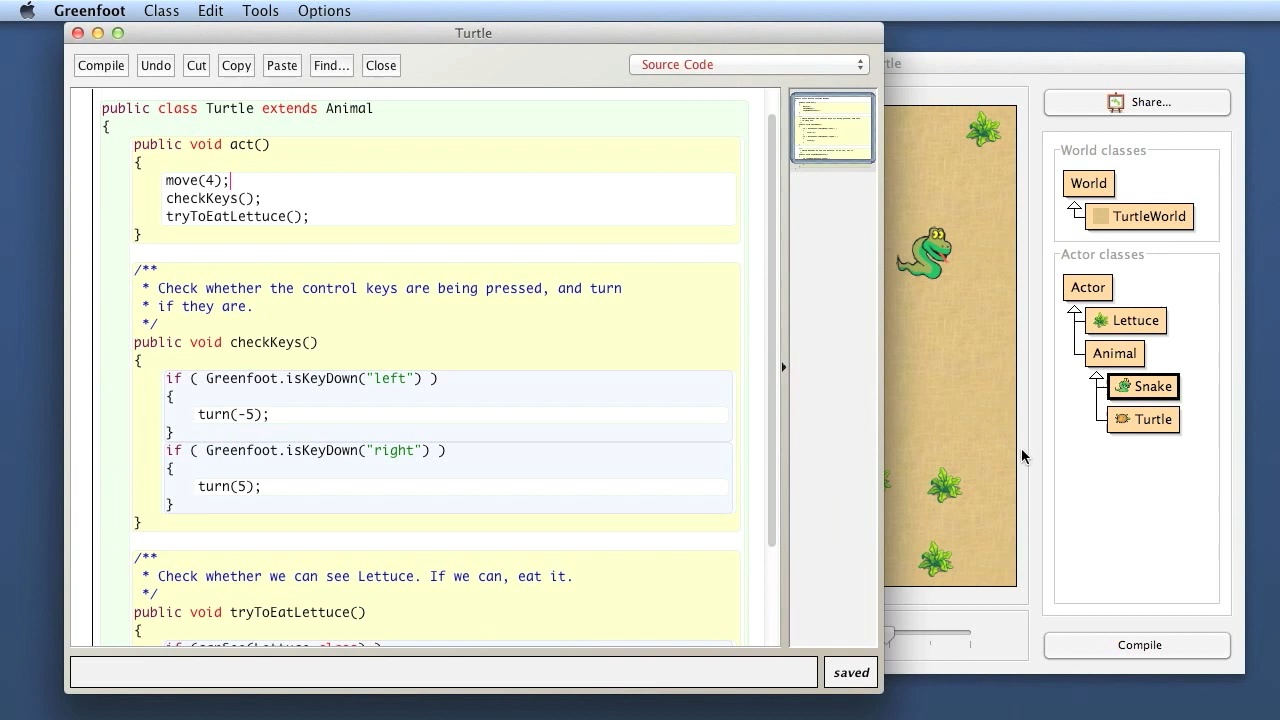 Greenfoot Class Edit Tools Options
Turtle
Compile Undo Cut Copy Paste Find... Close Source Code
public class Turtle extends Animal
{
public void act()
{
move(4);
checkKeys();
tryToEatLettuce();
}
/**
* Check whether the control keys are being pressed, and turn
* if they are.
*/
public void checkKeys()
{
if ( Greenfoot.isKeyDown("left") )
{
turn(-5);
}
if ( Greenfoot.isKeyDown("right") )
{
turn(5);
}
}
/**
* Check whether we can see Lettuce. If we can, eat it.
*/
public void tryToEatLettuce()
{
saved
Share...
World classes
World
TurtleWorld
Actor classes
Actor
Lettuce
Animal
Snake
Turtle
Compile